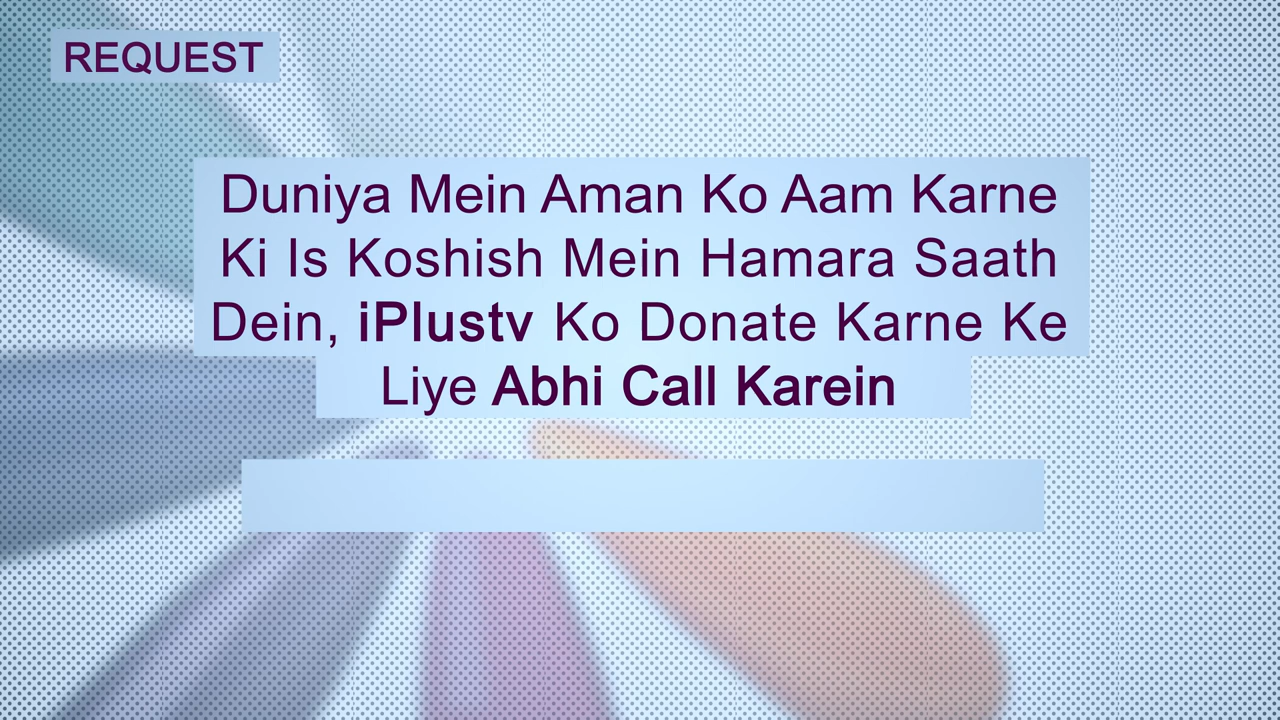 REQUEST
Duniya Mein Aman Ko Aam Karne
Ki Is Koshish Mein Hamara Saath
Dein, iPlustv Ko Donate Karne Ke
Liye Abhi Call Karein